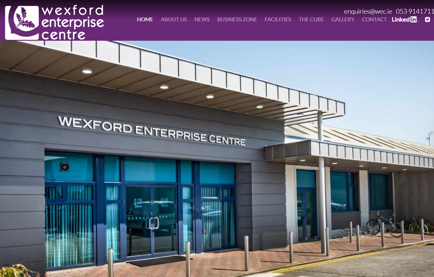 wexford
enterprise
centre
enquiries@wec.ie 053 9141711
HOME ABOUT US NEWS BUSINESS ZONE FACILITIES THE CUBE GALLERY CONTACT LinkedIn
WEXFORD ENTERPRISE CENTRE